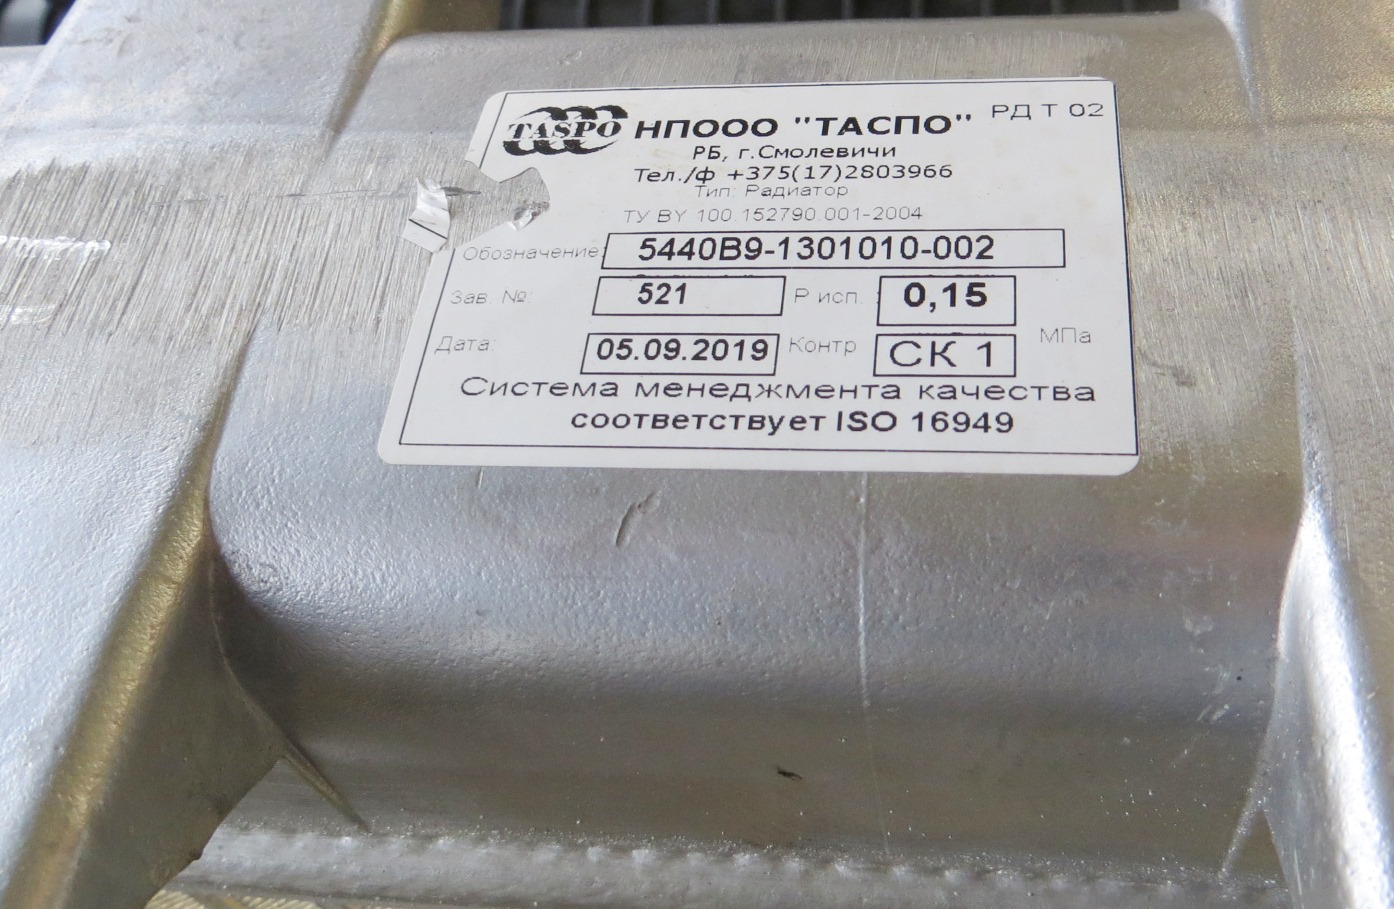 TASPO НПООО "ТАСПО" РД Т 02
РБ, г.Смолевичи
Тел./ф +375(17)2803966
Тип: Радиатор
ТУ BY 100.152790.001-2004
Обозначение: 5440В9-1301010-002
Зав. №: 521 Р исп. : 0,15
МПа
Дата: 05.09.2019 Контр СК 1
Система менеджмента качества
соответствует ISO 16949